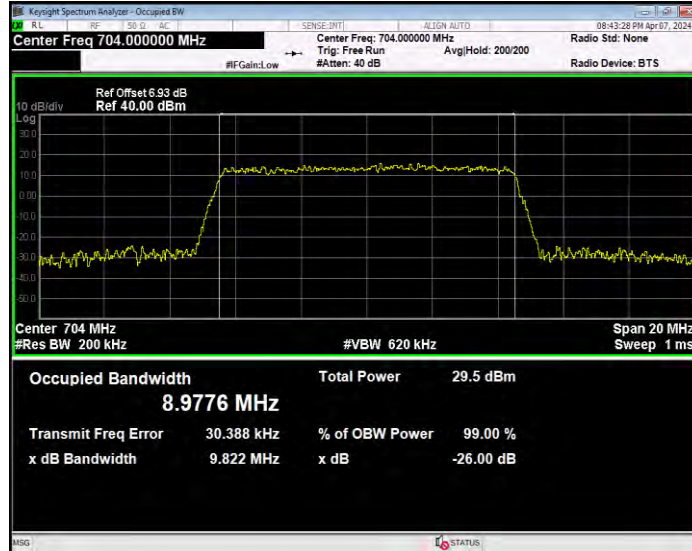 Keysight Spectrum Analyzer - Occupied BW
RL RF 50 Ω AC SENSE:INT ALIGN AUTO 08:43:28 PM Apr 07, 2024
Center Freq 704.000000 MHz
Center Freq: 704.000000 MHz Radio Std: None
Trig: Free Run Avg|Hold: 200/200
#IFGain:Low #Atten: 40 dB Radio Device: BTS
Ref Offset 6.93 dB
10 dB/div Ref 40.00 dBm
Log
30.0
20.0
10.0
0.00
-10.0
-20.0
-30.0
-40.0
-50.0
Center 704 MHz Span 20 MHz
#Res BW 200 kHz #VBW 620 kHz Sweep 1 ms
Occupied Bandwidth Total Power 29.5 dBm
8.9776 MHz
Transmit Freq Error 30.388 kHz % of OBW Power 99.00 %
x dB Bandwidth 9.822 MHz x dB -26.00 dB
MSG STATUS